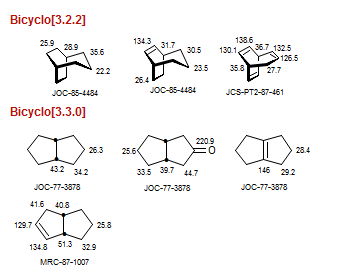 Bicyclo[3.2.2]
25.9 28.9 35.6 22.2
134.3 31.7 30.5 23.5 26.4
138.6 130.1 36.7 132.5 126.5 35.8 27.7
JOC-85-4484
JOC-85-4484
JCS-PT2-87-461
Bicyclo[3.3.0]
26.3 43.2 34.2
220.9 O 25.6 33.5 39.7 44.7
28.4 146 29.2
JOC-77-3878
JOC-77-3878
JOC-77-3878
41.6 40.8 129.7 25.8 134.8 51.3 32.9
MRC-87-1007